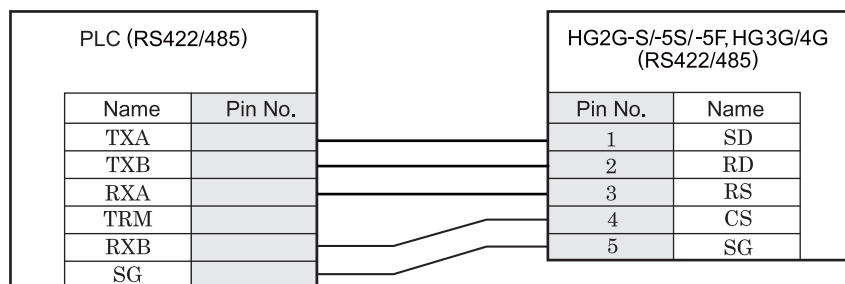 PLC (RS422/485)
Name Pin No.
TXA
TXB
RXA
TRM
RXB
SG
HG2G-S/-5S/-5F, HG3G/4G
(RS422/485)
Pin No. Name
1 SD
2 RD
3 RS
4 CS
5 SG